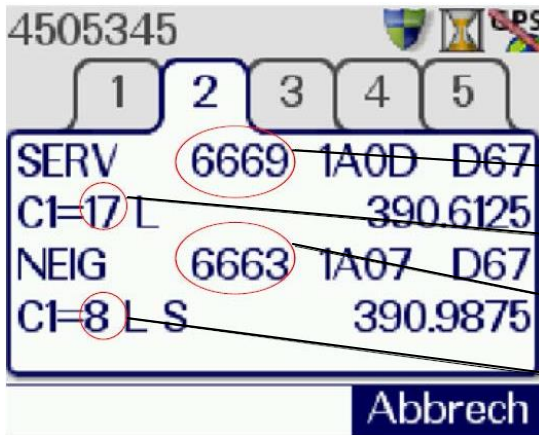 4505345 GPS
1 2 3 4 5
SERV 6669 1A0D D67
C1=17 L 390.6125
NEIG 6663 1A07 D67
C1=8 L S 390.9875
Abbrech